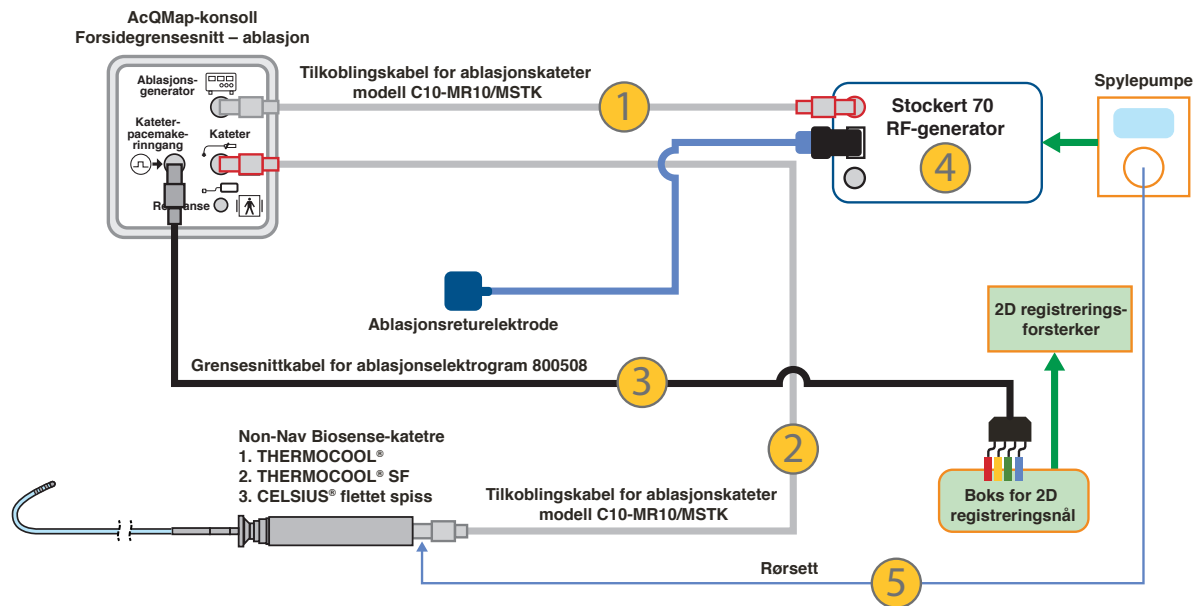 AcQMap-konsoll
Forsidegrensesnitt – ablasjon
Ablasjons-
generator
Kateter-
pacemake-
rinngang
Kateter
Tilkoblingskabel for ablasjonskateter
modell C10-MR10/MSTK
1
Stockert 70
RF-generator
4
Spylepumpe
Ablasjonsreturelektrode
2D registrerings-
forsterker
Grensesnittkabel for ablasjonselektrogram 800508
3
Non-Nav Biosense-katetre
1. THERMOCOOL®
2. THERMOCOOL® SF
3. CELSIUS® flettet spiss
2
Tilkoblingskabel for ablasjonskateter
modell C10-MR10/MSTK
Boks for 2D
registreringsnål
Rørsett
5